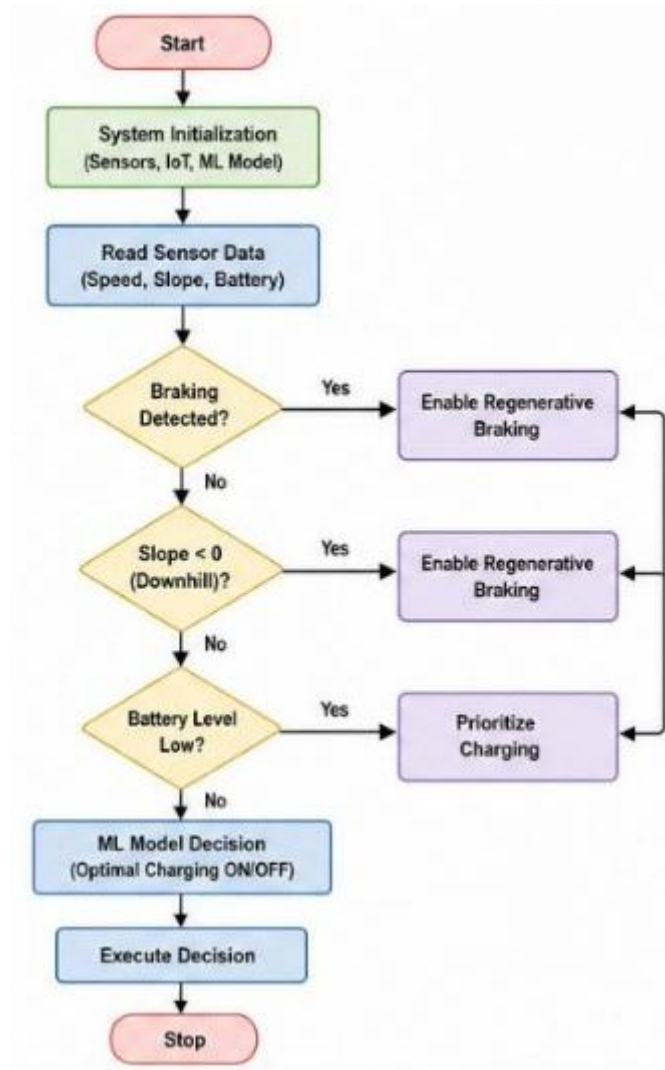 Start
System Initialization
(Sensors, IoT, ML Model)
Read Sensor Data
(Speed, Slope, Battery)
Braking
Detected?
Yes
Enable Regenerative
Braking
No
Slope < 0
(Downhill)?
Yes
Enable Regenerative
Braking
No
Battery Level
Low?
Yes
Prioritize
Charging
No
ML Model Decision
(Optimal Charging ON/OFF)
Execute Decision
Stop